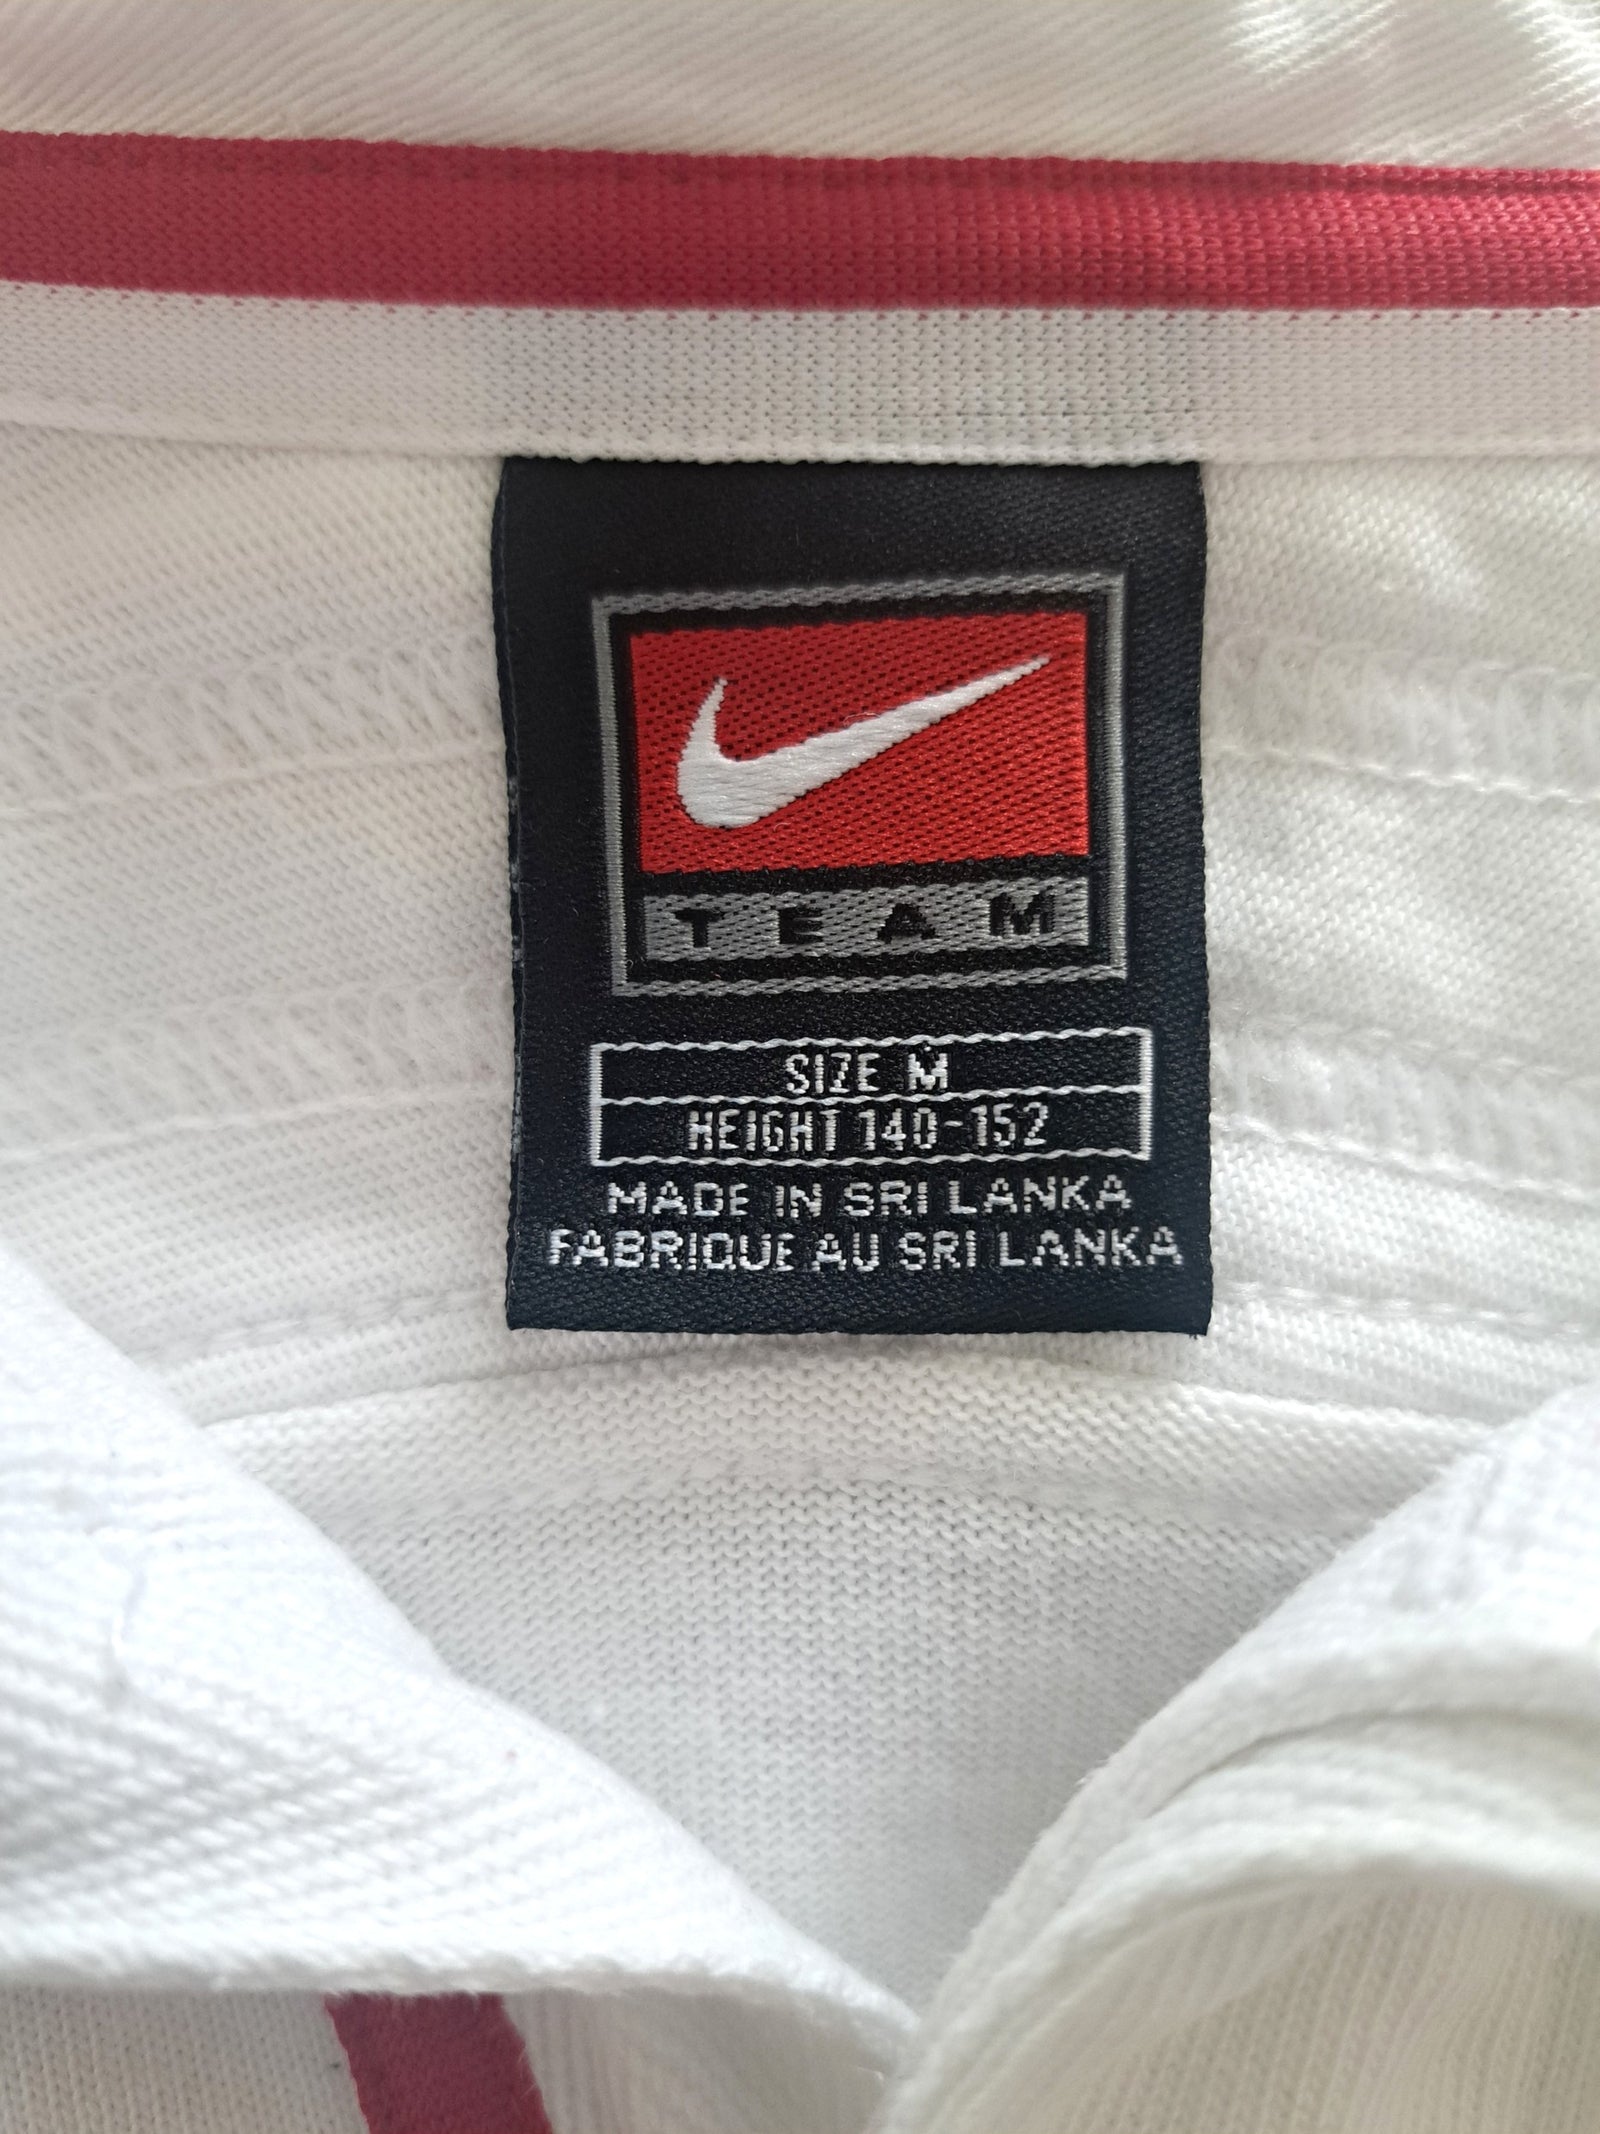 TEAM
SIZE M
HEIGHT 140-152
MADE IN SRI LANKA
FABRIQUE AU SRI LANKA